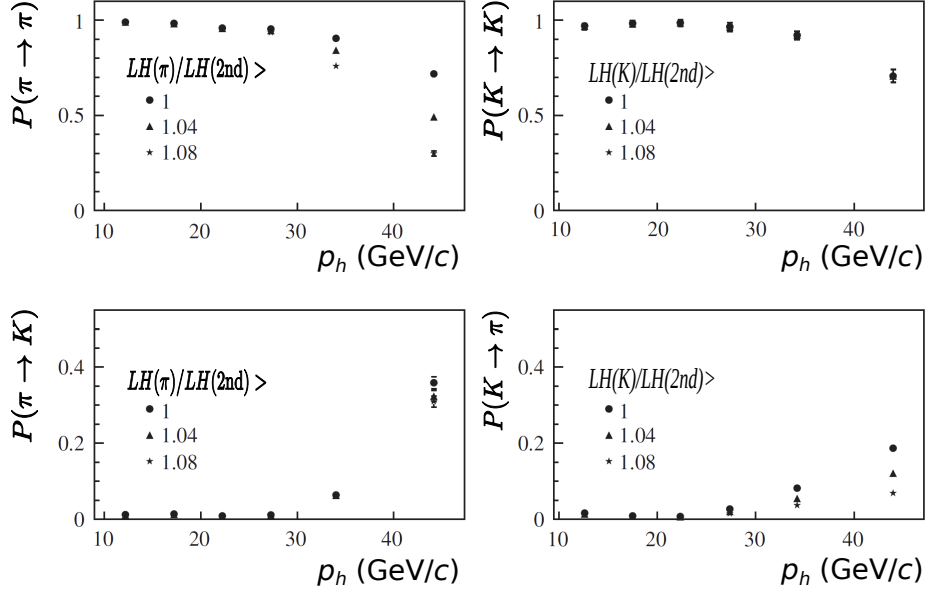 P(π → π)
1
0.5
0
LH(π)/LH(2nd) >
1
1.04
1.08
10 20 30 40
p_h (GeV/c)
P(K → K)
1
0.5
0
LH(K)/LH(2nd)>
1
1.04
1.08
10 20 30 40
p_h (GeV/c)
P(π → K)
0.4
0.2
0
LH(π)/LH(2nd) >
1
1.04
1.08
10 20 30 40
p_h (GeV/c)
P(K → π)
0.4
0.2
0
LH(K)/LH(2nd)>
1
1.04
1.08
10 20 30 40
p_h (GeV/c)